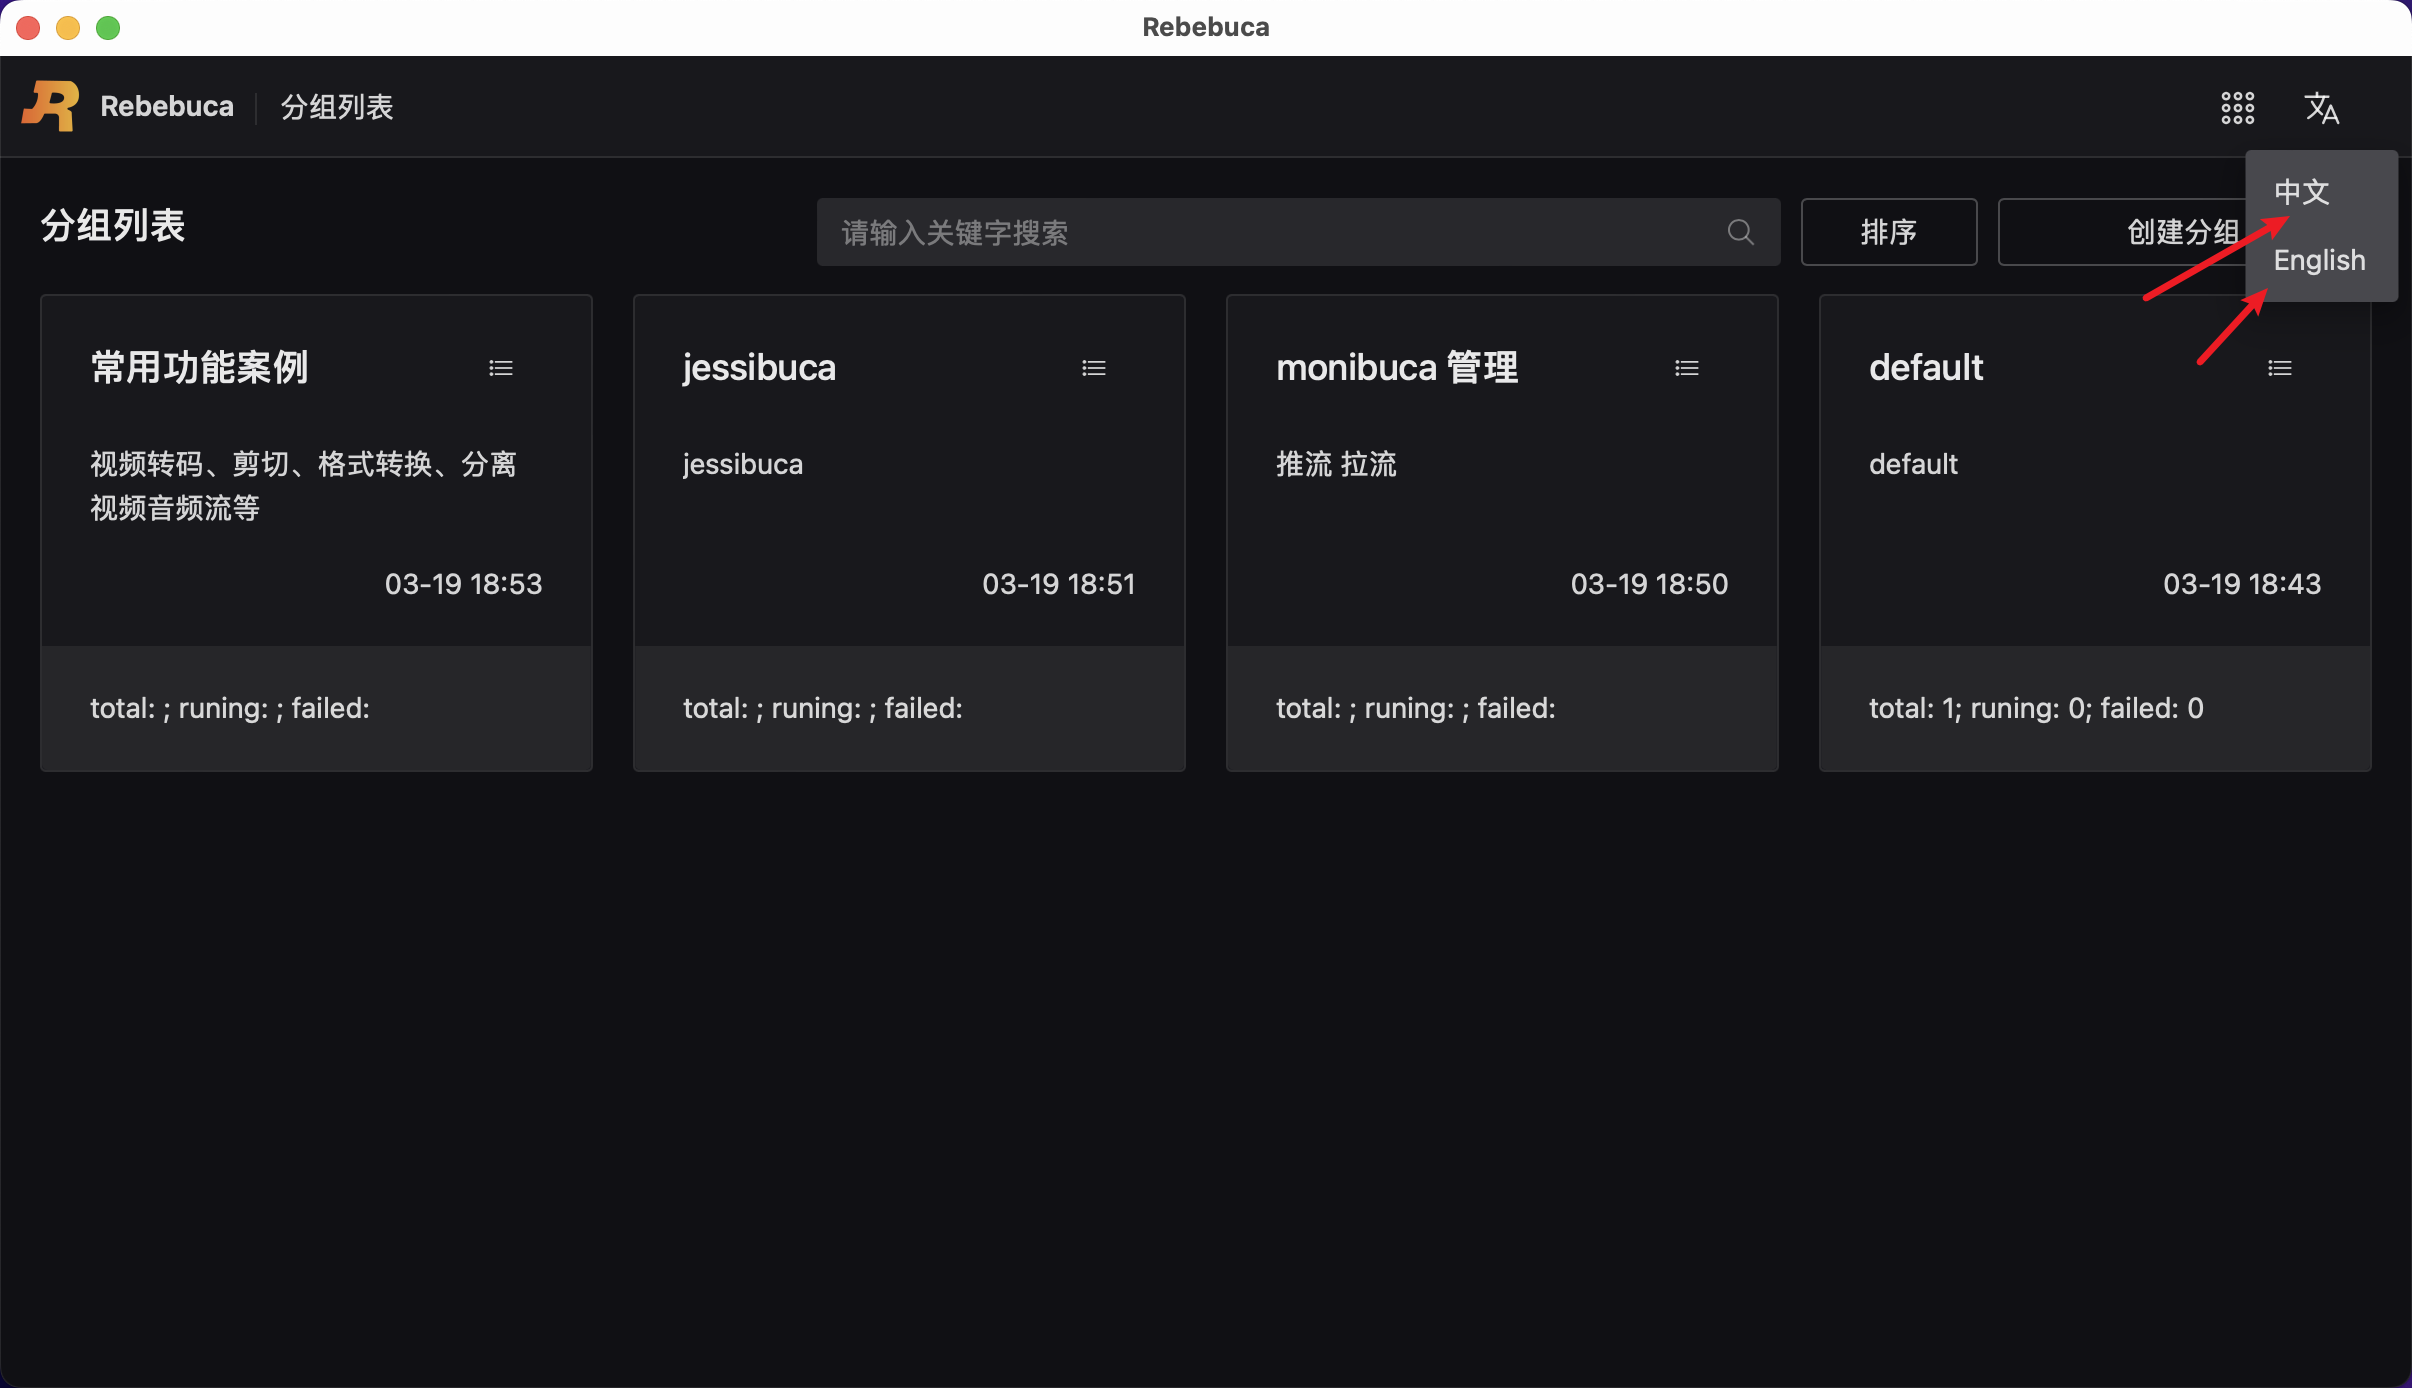 Rebebuca
Rebebuca
分组列表
中文
English
分组列表
请输入关键字搜索
排序
创建分组
常用功能案例
视频转码、剪切、格式转换、分离
视频音频流等
03-19 18:53
total: ; runing: ; failed:
jessibuca
jessibuca
03-19 18:51
total: ; runing: ; failed:
monibuca 管理
推流 拉流
03-19 18:50
total: ; runing: ; failed:
default
default
03-19 18:43
total: 1; runing: 0; failed: 0